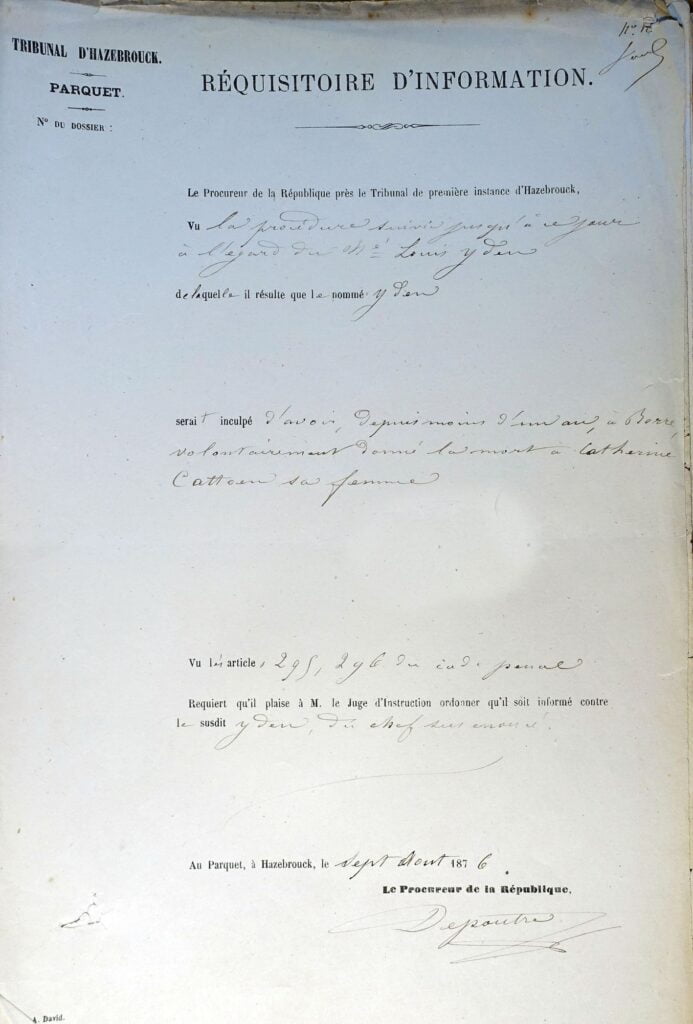 TRIBUNAL D'HAZEBROUCK.
PARQUET.
N° DU DOSSIER :
RÉQUISITOIRE D'INFORMATION.
Le Procureur de la République près le Tribunal de première instance d'Hazebrouck,
Vu la procédure suivie jusqu'à ce jour
à l'égard du Né Louis yden
de laquelle il résulte que le nommé yden
serait inculpé d'avoir, depuis moins d'un an, à Borre,
volontairement donné la mort à Catherine
Cattoen sa femme
Vu les articles 295, 296 du code penal
Requiert qu'il plaise à M. le Juge d'Instruction ordonner qu'il soit informé contre
le susdit yden, du chef sus enoncé.
Au Parquet, à Hazebrouck, le sept Aout 1876.
Le Procureur de la République,
Depoutre
A. David.